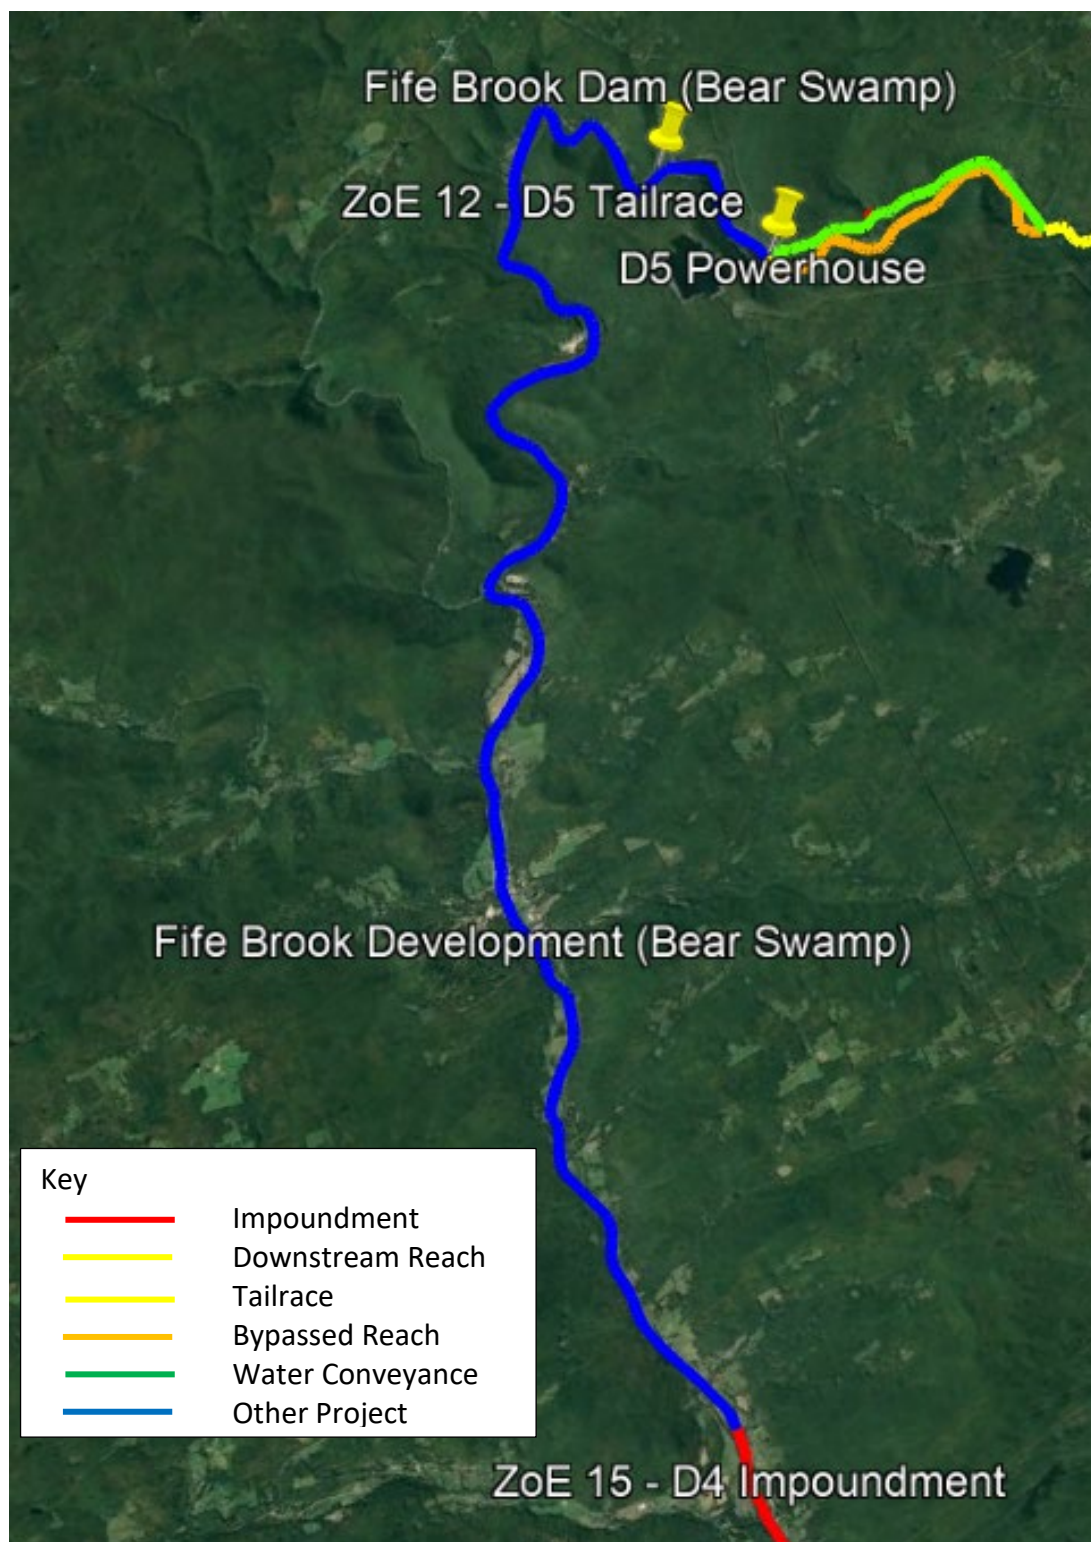 Fife Brook Dam (Bear Swamp)
ZoE 12 - D5 Tailrace
D5 Powerhouse
Fife Brook Development (Bear Swamp)
Key
Impoundment
Downstream Reach
Tailrace
Bypassed Reach
Water Conveyance
Other Project
ZoE 15 - D4 Impoundment